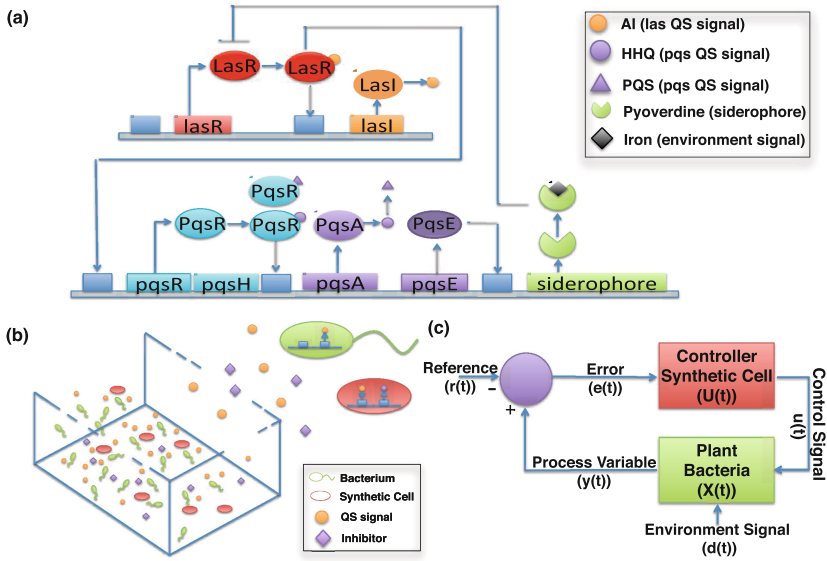 (a)
LasR
LasR
LasI
lasR
lasI
AI (las QS signal)
HHQ (pqs QS signal)
PQS (pqs QS signal)
Pyoverdine (siderophore)
Iron (environment signal)
PqsR
PqsR
PqsR
PqsA
PqsE
pqsR
pqsH
pqsA
pqsE
siderophore
(b)
Bacterium
Synthetic Cell
QS signal
Inhibitor
(c)
Reference
(r(t))
−
+
Error
(e(t))
Controller
Synthetic Cell
(U(t))
Control Signal
u(t)
Process Variable
(y(t))
Plant
Bacteria
(X(t))
Environment Signal
(d(t))